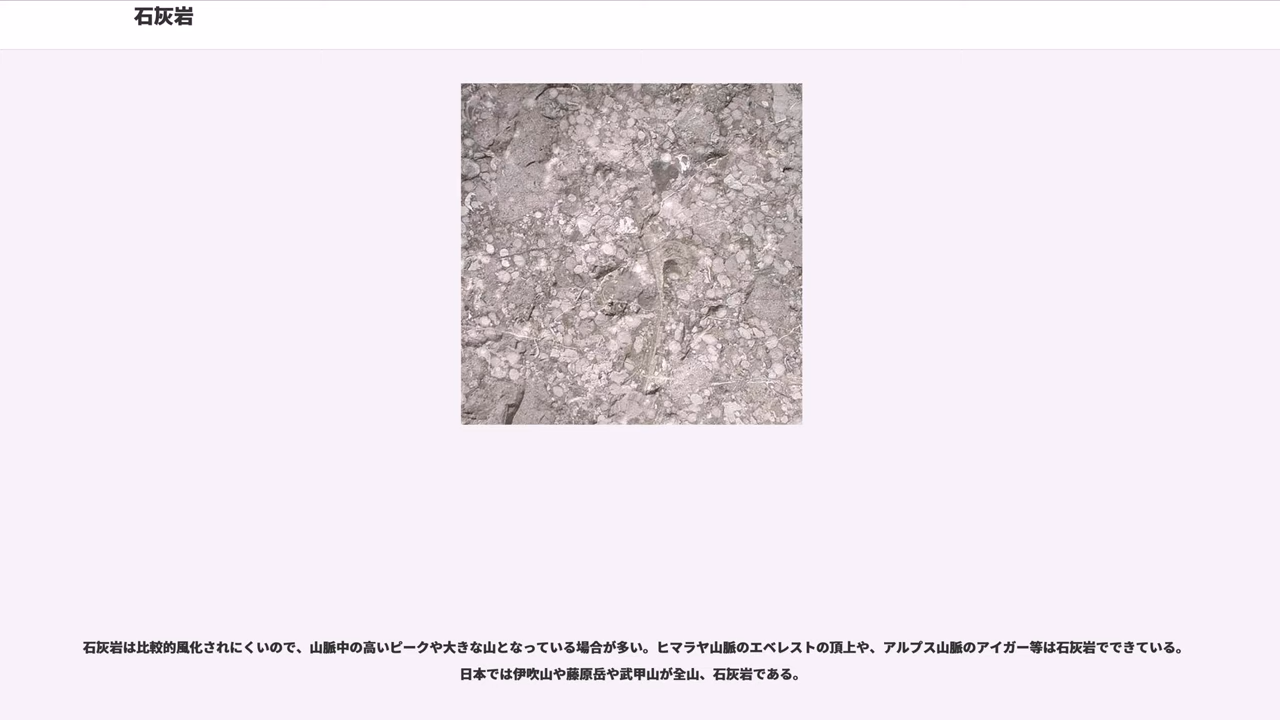 石灰岩
石灰岩は比較的風化されにくいので、山脈中の高いピークや大きな山となっている場合が多い。ヒマラヤ山脈のエベレストの頂上や、アルプス山脈のアイガー等は石灰岩でできている。
日本では伊吹山や藤原岳や武甲山が全山、石灰岩である。